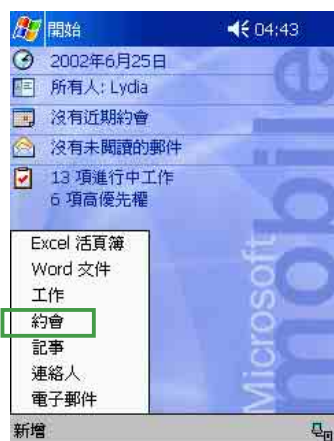 開始 04:43
2002年6月25日
所有人: Lydia
沒有近期約會
沒有未閱讀的郵件
13 項進行中工作
6 項高優先權
Excel 活頁簿
Word 文件
工作
約會
記事
連絡人
電子郵件
新增
Microsoft
mobile